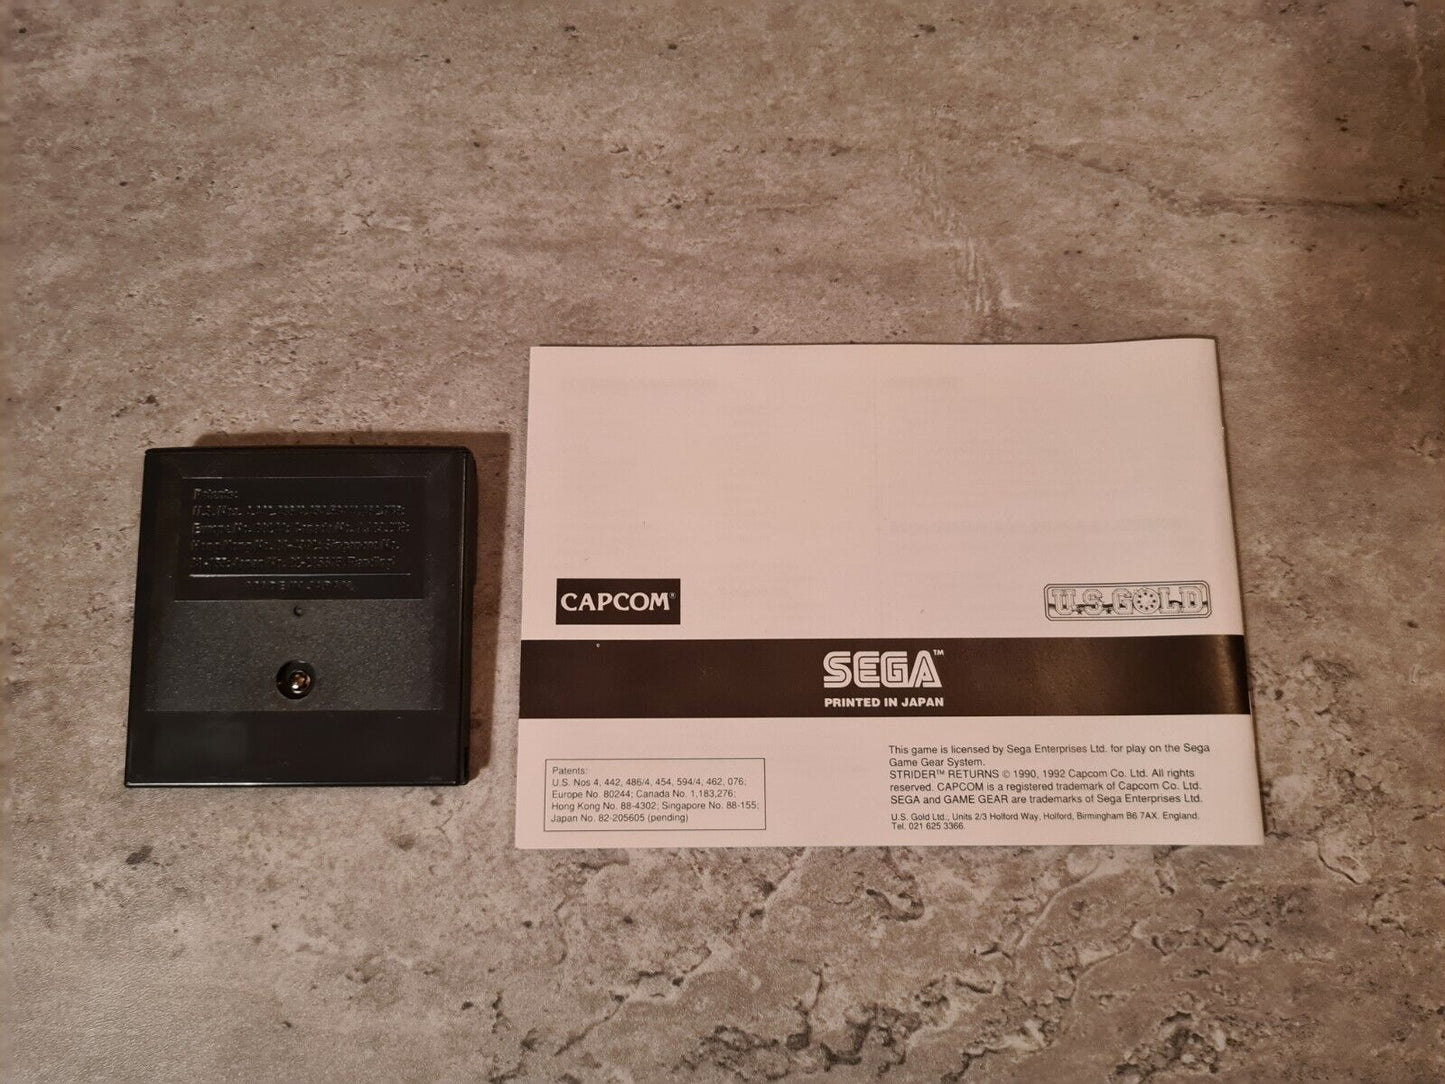 Patents:
MADE IN JAPAN
CAPCOM®
U.S. GOLD
SEGA™
PRINTED IN JAPAN
Patents:
U.S. Nos 4, 442, 486/4, 454, 594/4, 462, 076;
Europe No. 80244; Canada No. 1,183,276;
Hong Kong No. 88-4302; Singapore No. 88-155;
Japan No. 82-205605 (pending)
This game is licensed by Sega Enterprises Ltd. for play on the Sega
Game Gear System.
STRIDER™ RETURNS © 1990, 1992 Capcom Co. Ltd. All rights
reserved. CAPCOM is a registered trademark of Capcom Co. Ltd.
SEGA and GAME GEAR are trademarks of Sega Enterprises Ltd.
U.S. Gold Ltd., Units 2/3 Holford Way, Holford, Birmingham B6 7AX. England.
Tel. 021 625 3366.